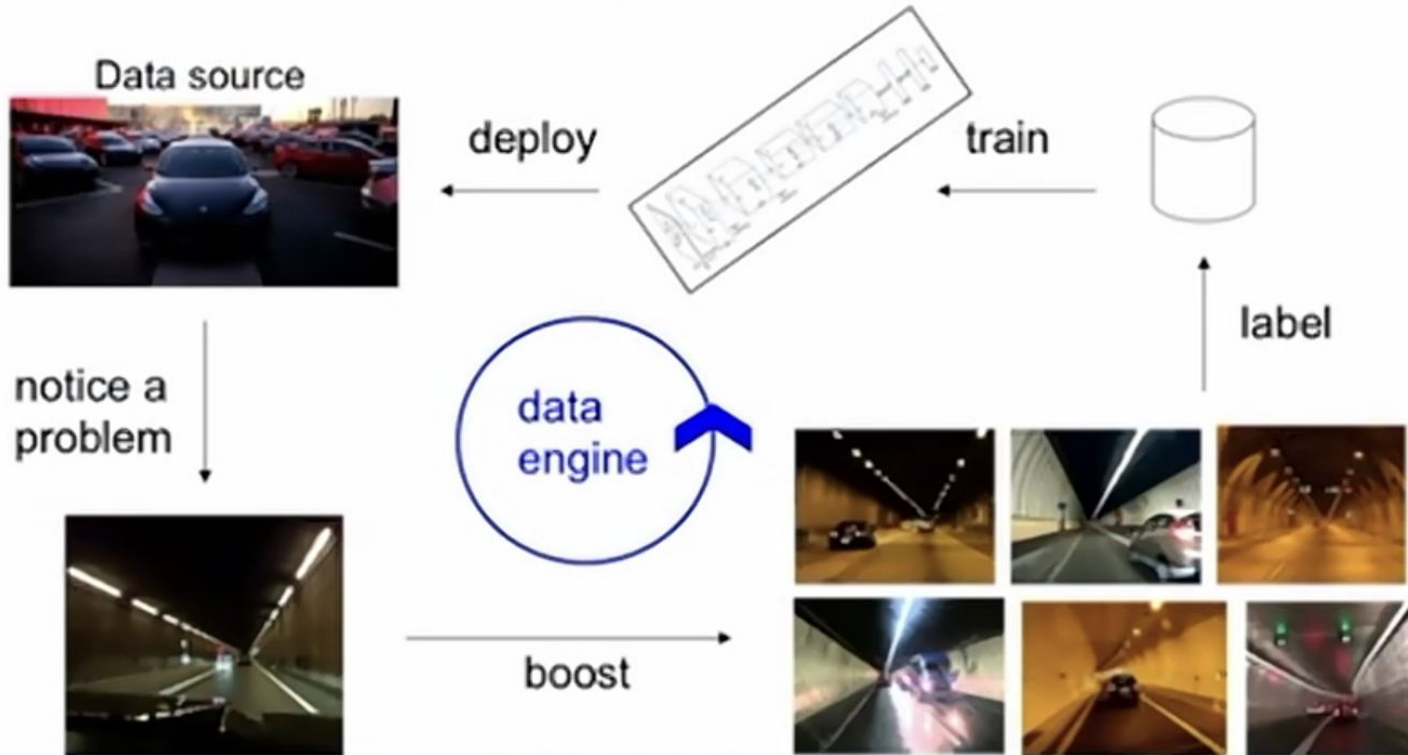 Data source
deploy
train
notice a
problem
data
engine
label
boost